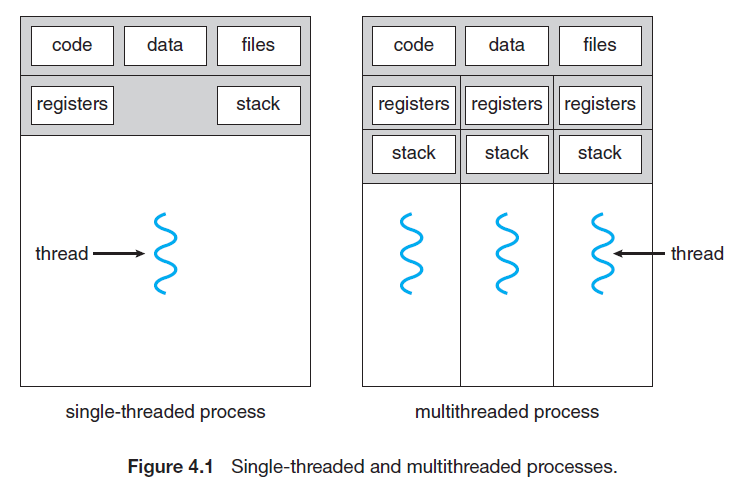 code data files code data files
registers stack registers registers registers
stack stack stack
thread thread
single-threaded process multithreaded process
Figure 4.1 Single-threaded and multithreaded processes.